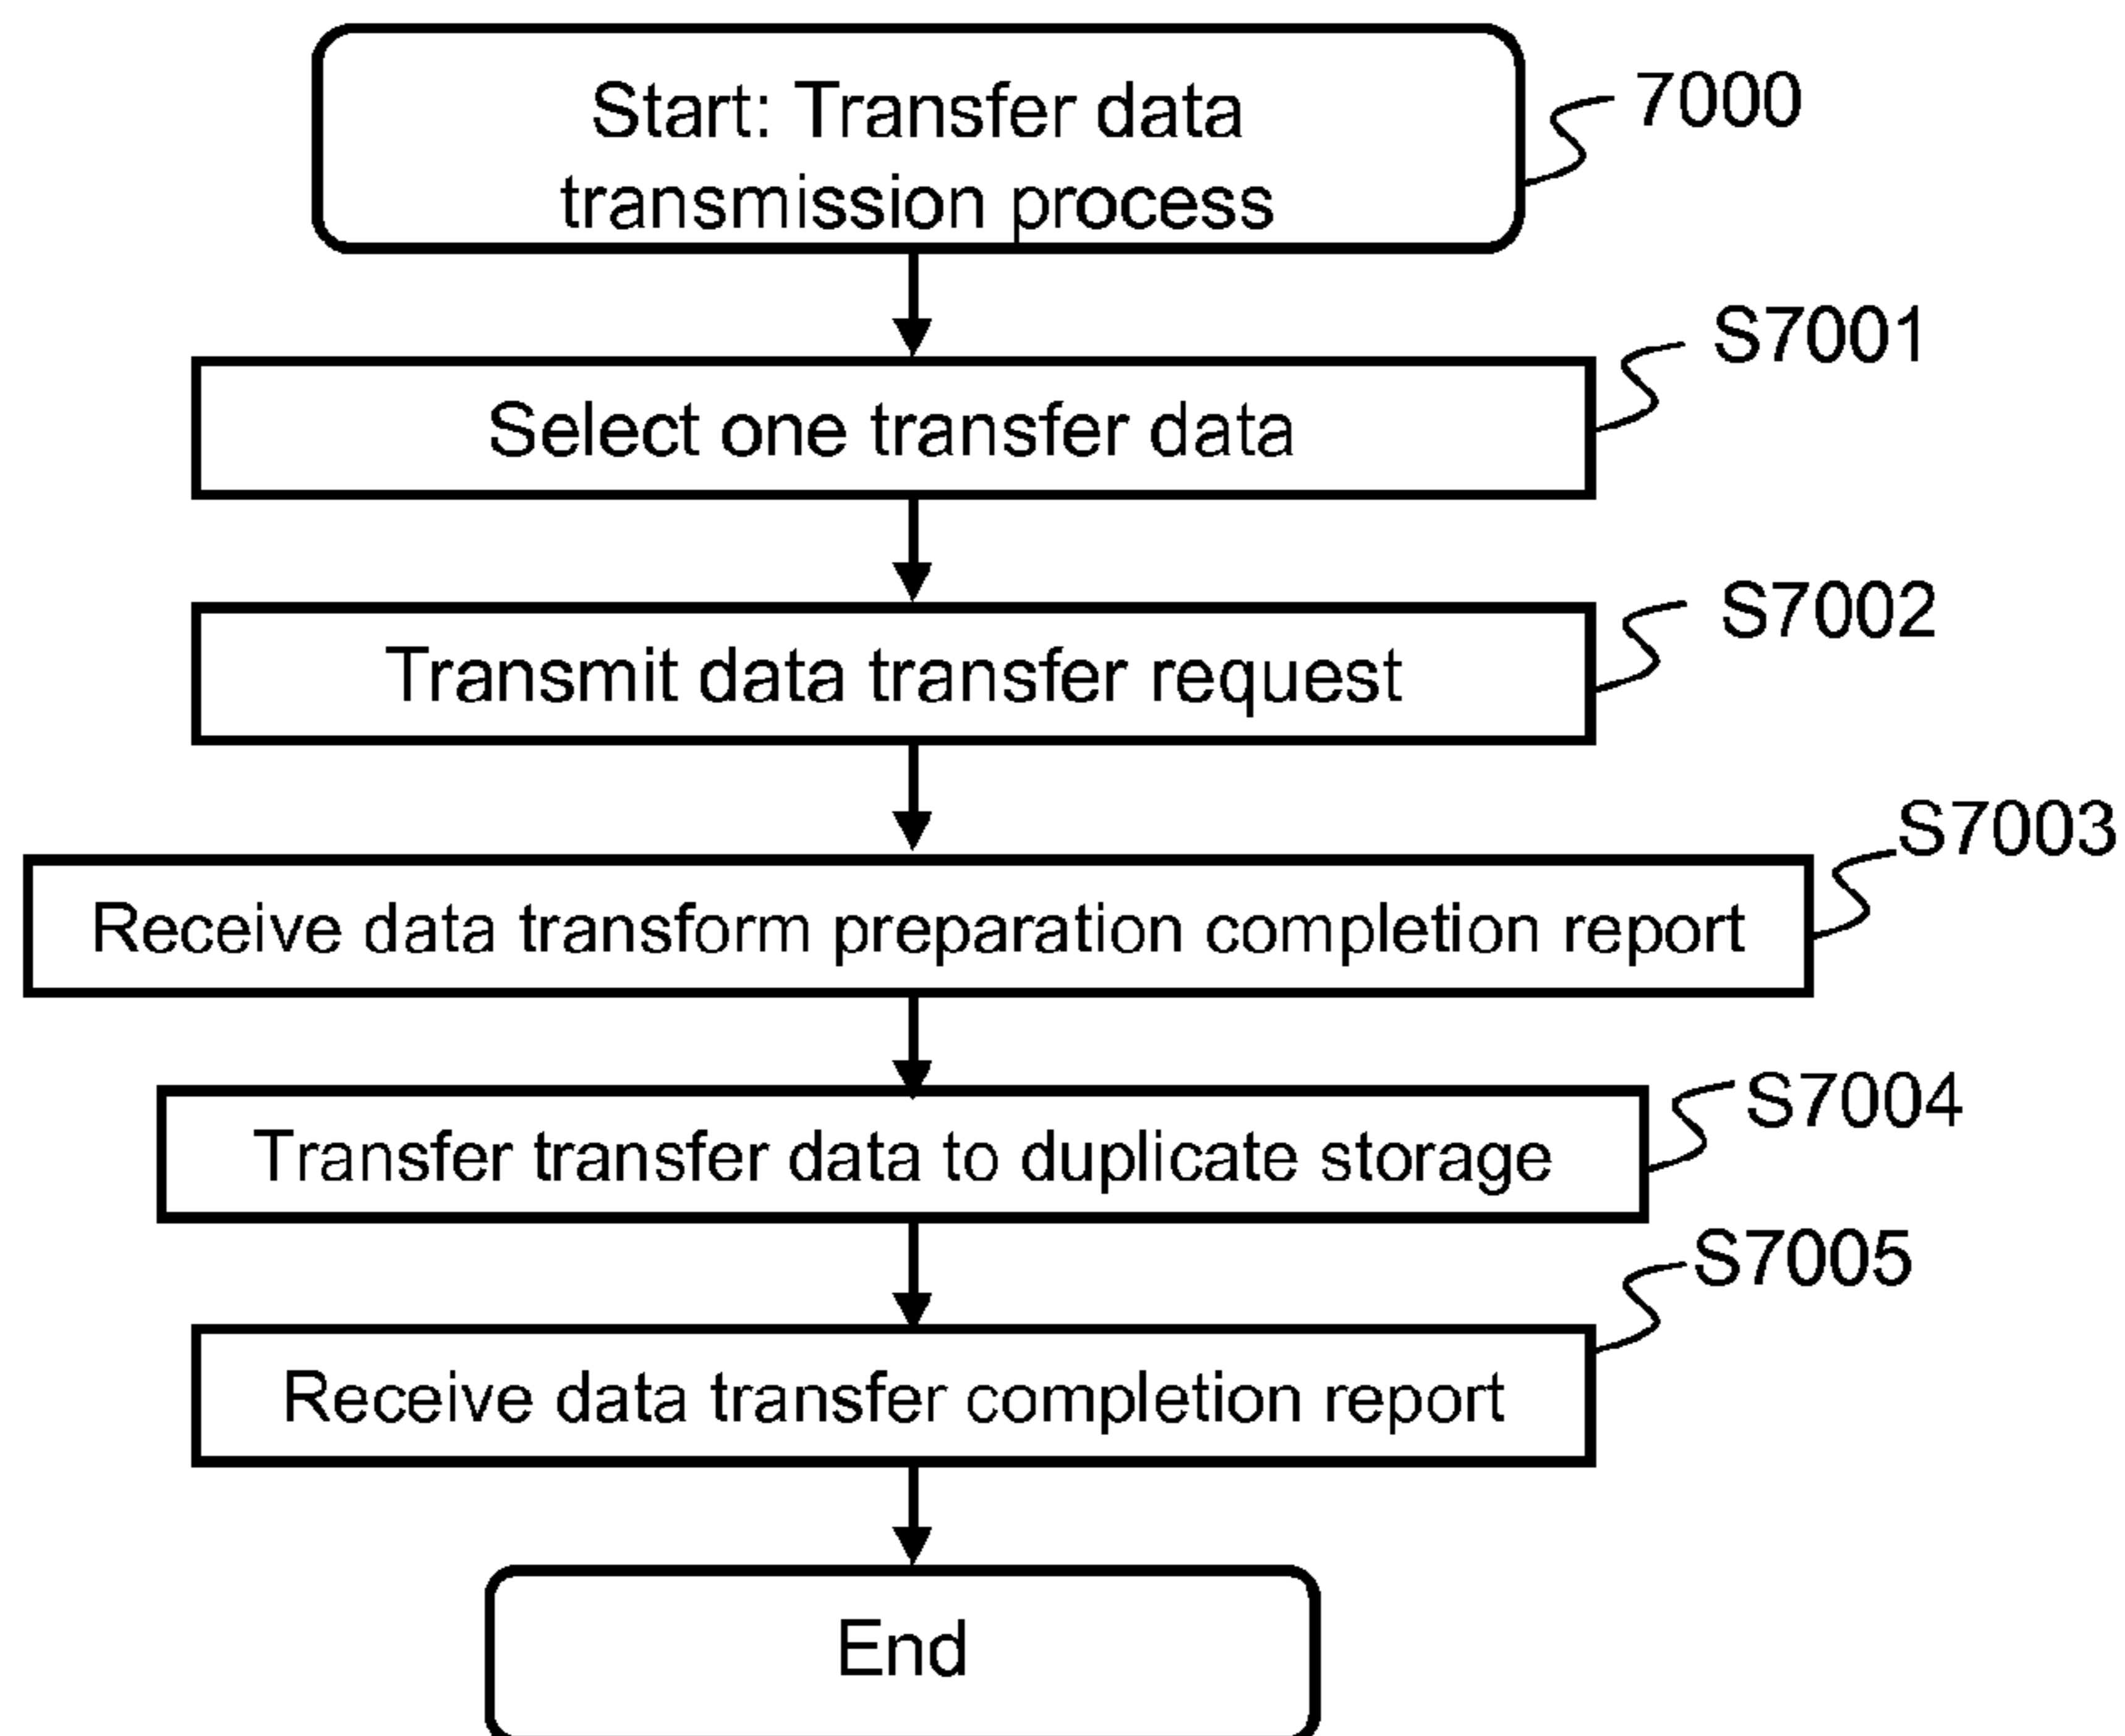 Start: Transfer data
transmission process
7000
S7001
Select one transfer data
S7002
Transmit data transfer request
S7003
Receive data transform preparation completion report
S7004
Transfer transfer data to duplicate storage
S7005
Receive data transfer completion report
End